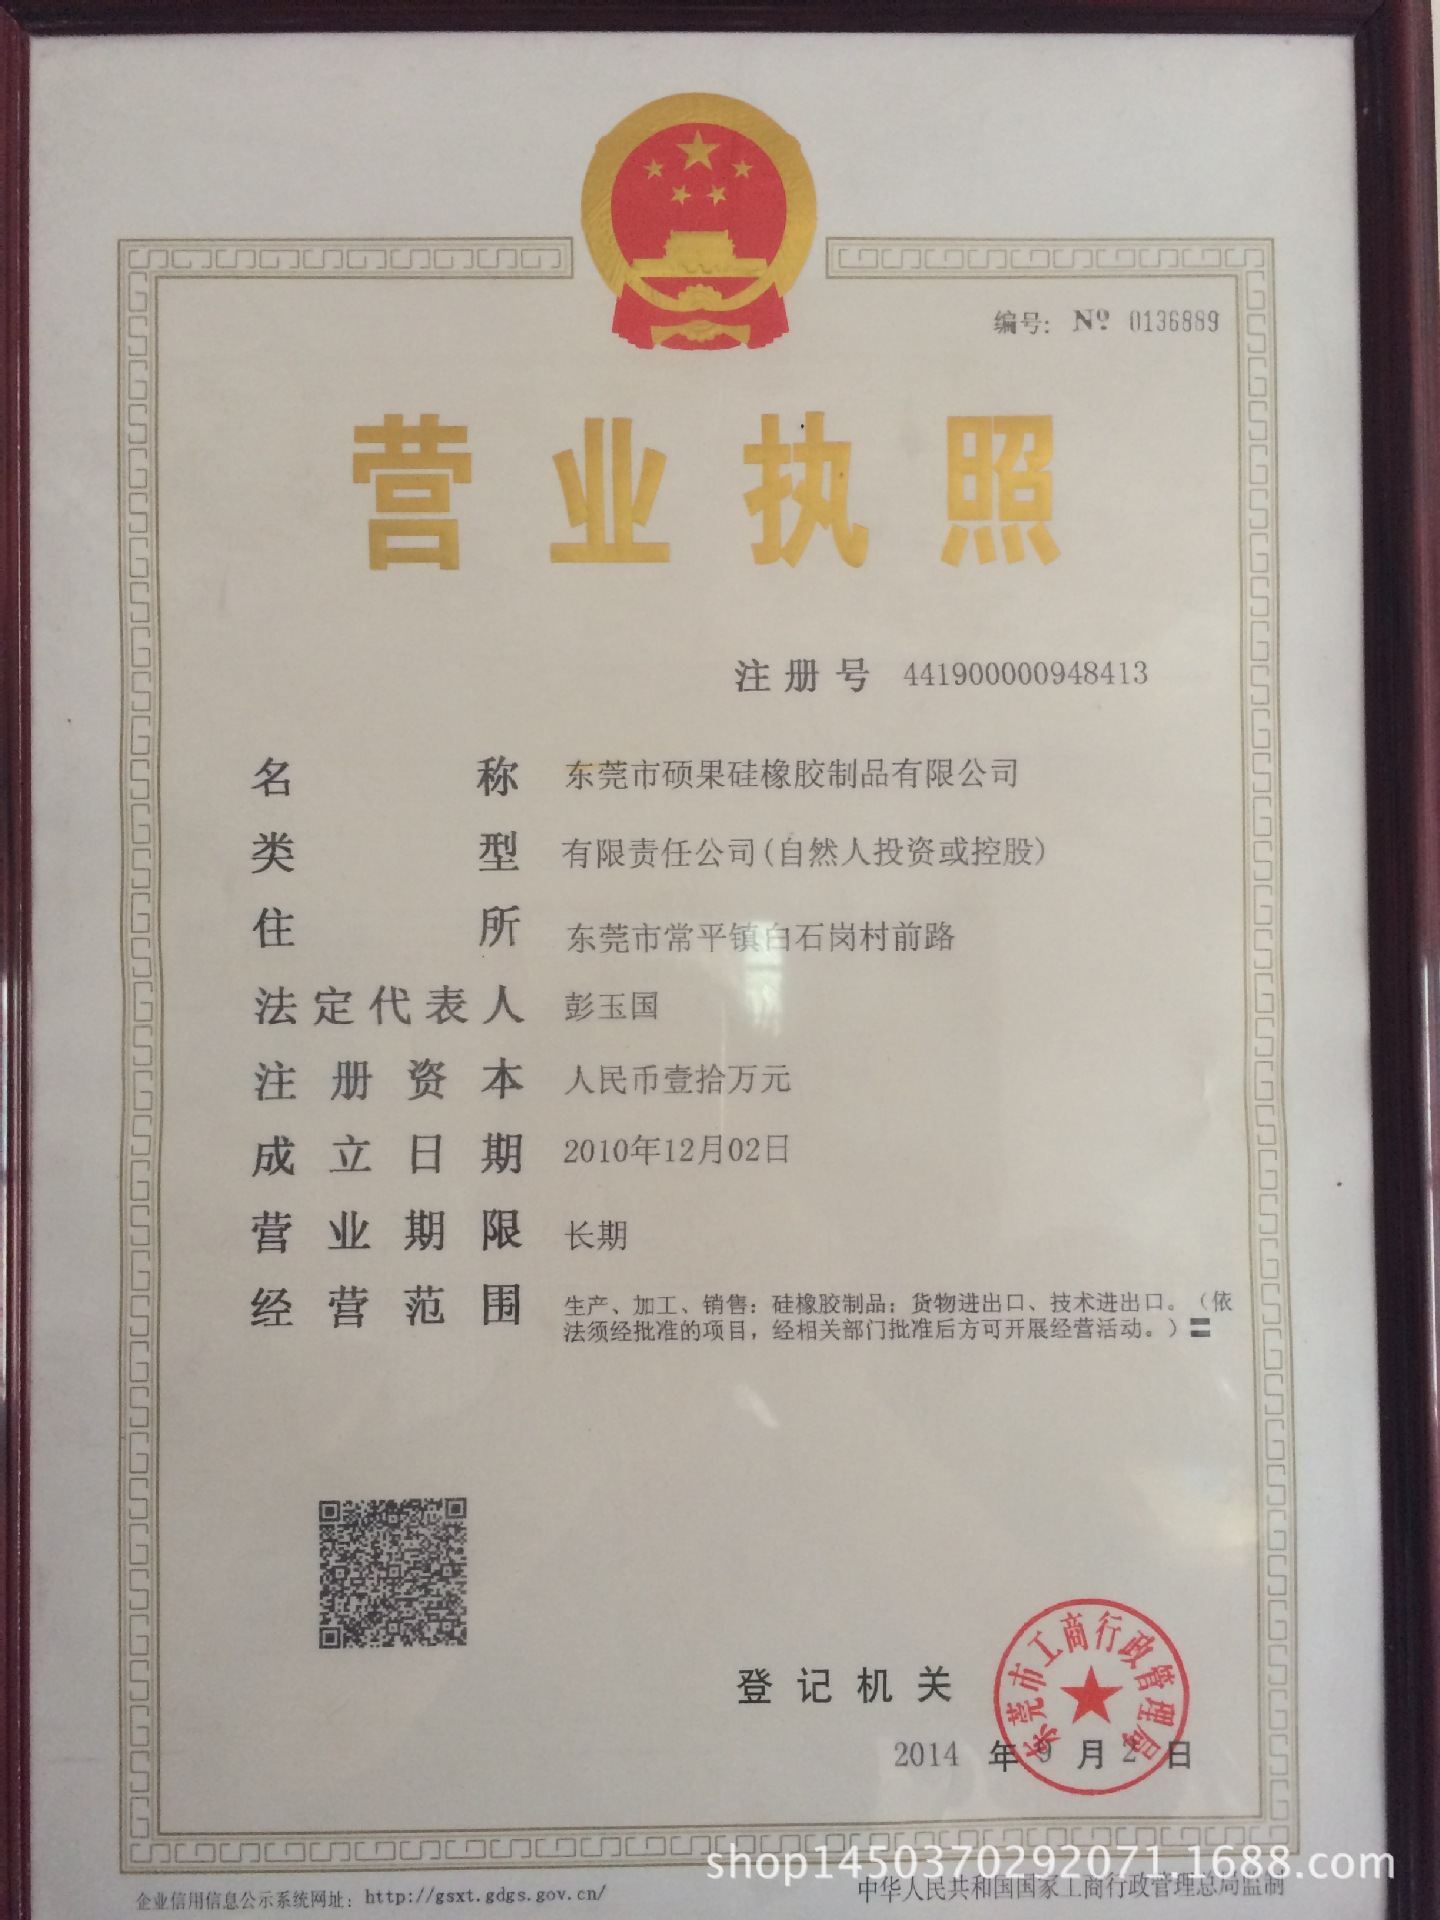 编号: Nº 0136889
营业执照
注册号 441900000948413
名称 东莞市硕果硅橡胶制品有限公司
类型 有限责任公司(自然人投资或控股)
住所 东莞市常平镇白石岗村前路
法定代表人 彭玉国
注册资本 人民币壹拾万元
成立日期 2010年12月02日
营业期限 长期
经营范围 生产、加工、销售：硅橡胶制品；货物进出口、技术进出口。（依
法须经批准的项目，经相关部门批准后方可开展经营活动。）
登记机关
东莞市工商行政管理局
2014 年 9 月 2 日
shop1450370292071.1688.com
企业信用信息公示系统网址: http://gsxt.gdgs.gov.cn/
中华人民共和国国家工商行政管理总局监制